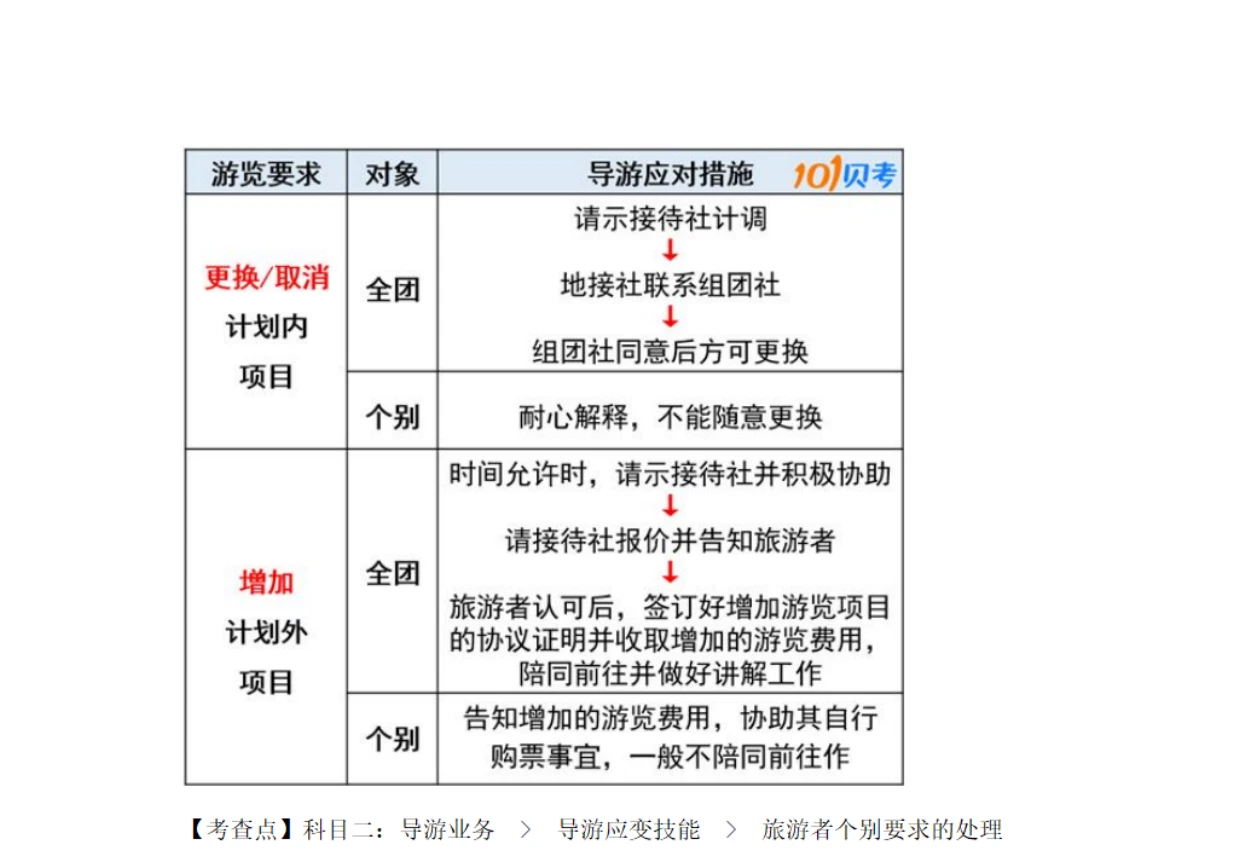 游览要求 对象 导游应对措施 101贝考
更换/取消
计划内
项目
全团
请示接待社计调
↓
地接社联系组团社
↓
组团社同意后方可更换
个别
耐心解释，不能随意更换
增加
计划外
项目
全团
时间允许时，请示接待社并积极协助
↓
请接待社报价并告知旅游者
↓
旅游者认可后，签订好增加游览项目
的协议证明并收取增加的游览费用，
陪同前往并做好讲解工作
个别
告知增加的游览费用，协助其自行
购票事宜，一般不陪同前往作
【考查点】科目二：导游业务 > 导游应变技能 > 旅游者个别要求的处理